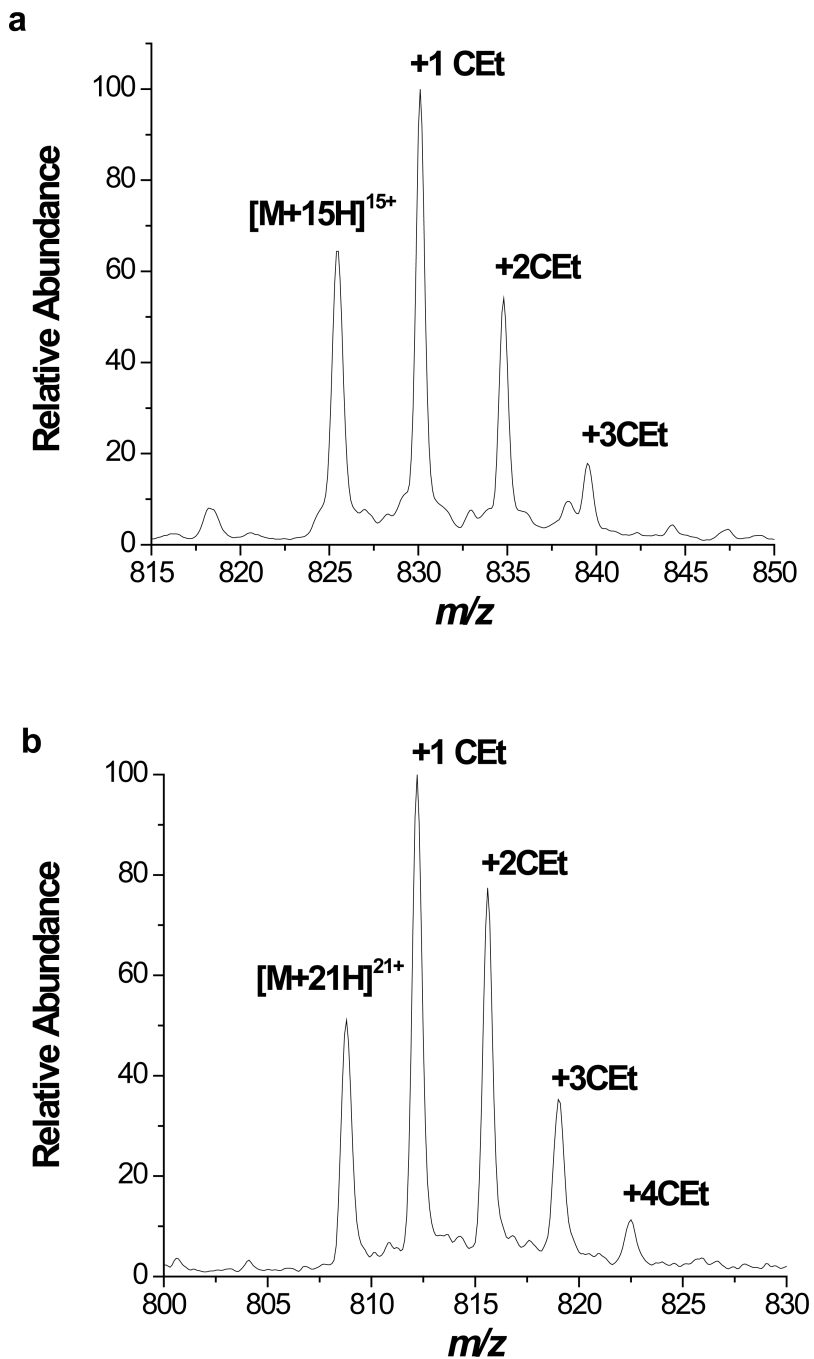 a
+1 CEt
100
[M+15H]15+
80
+2CEt
60
Relative Abundance
40
+3CEt
20
0
815 820 825 830 835 840 845 850
m/z
b
+1 CEt
100
+2CEt
80
[M+21H]21+
60
Relative Abundance
+3CEt
40
+4CEt
20
0
800 805 810 815 820 825 830
m/z